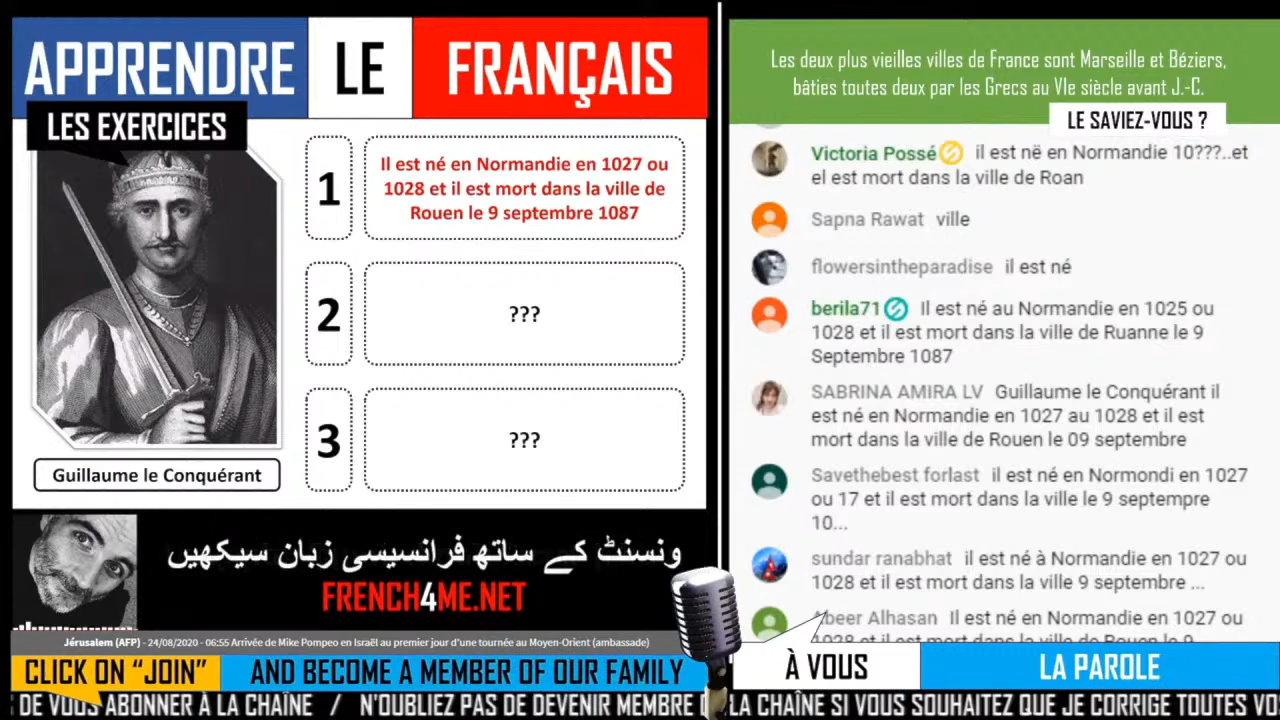 APPRENDRE LE FRANÇAIS
LES EXERCICES
1
Il est né en Normandie en 1027 ou
1028 et il est mort dans la ville de
Rouen le 9 septembre 1087
2
???
3
???
Guillaume le Conquérant
ونسنٹ کے ساتھ فرانسیسی زبان سیکھیں
FRENCH4ME.NET
Jérusalem (AFP) - 24/08/2020 - 06:55 Arrivée de Mike Pompeo en Israël au premier jour d'une tournée au Moyen-Orient (ambassade)
CLICK ON “JOIN” AND BECOME A MEMBER OF OUR FAMILY
Les deux plus vieilles villes de France sont Marseille et Béziers,
bâties toutes deux par les Grecs au VIe siècle avant J.-C.
LE SAVIEZ-VOUS ?
Victoria Possé il est në en Normandie 10???..et
el est mort dans la ville de Roan
Sapna Rawat ville
flowersintheparadise il est né
berila71 Il est né au Normandie en 1025 ou
1028 et il est mort dans la ville de Ruanne le 9
Septembre 1087
SABRINA AMIRA LV Guillaume le Conquérant il
est né en Normandie en 1027 au 1028 et il est
mort dans la ville de Rouen le 09 septembre
Savethebest forlast il est né en Normondi en 1027
ou 17 et il est mort dans la ville le 9 septempre
10...
sundar ranabhat il est né à Normandie en 1027 ou
1028 et il est mort dans la ville 9 septembre ...
Alhasan Il est né en Normandie en 1027 ou
1028 et il est mort dans la ville de Rouen le 9
À VOUS LA PAROLE
DE VOUS ABONNER À LA CHAÎNE / N'OUBLIEZ PAS DE DEVENIR MEMBRE LA CHAÎNE SI VOUS SOUHAITEZ QUE JE CORRIGE TOUTES